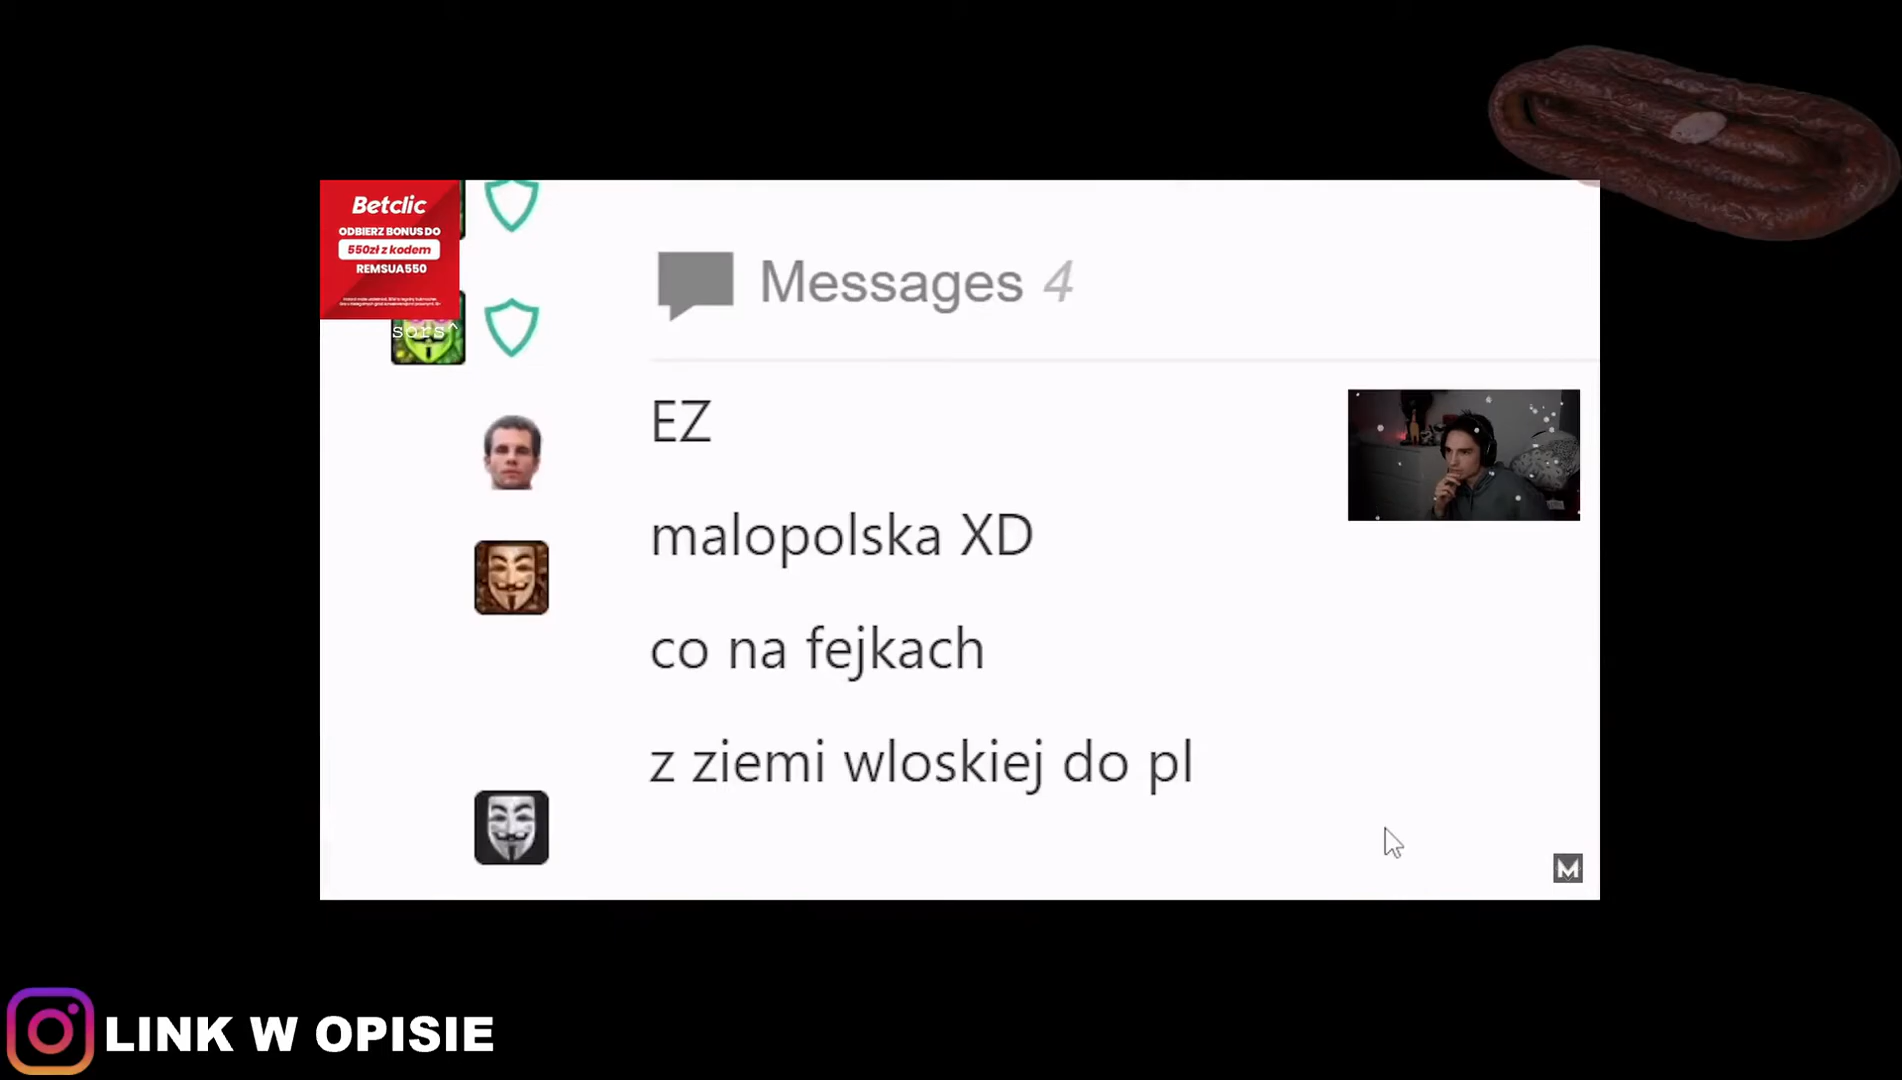 Betclic
ODBIERZ BONUS DO
550zł z kodem
REMSUA550
sors^
Messages 4
EZ
malopolska XD
co na fejkach
z ziemi wloskiej do pl
M
LINK W OPISIE